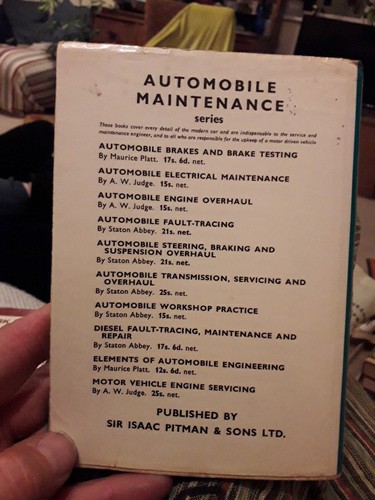 AUTOMOBILE
MAINTENANCE
series
These books cover every detail of the modern car and are indispensable to the service and
maintenance engineer, and to all who are responsible for the upkeep of a motor driven vehicle
AUTOMOBILE BRAKES AND BRAKE TESTING
By Maurice Platt. 17s. 6d. net.
AUTOMOBILE ELECTRICAL MAINTENANCE
By A. W. Judge. 15s. net.
AUTOMOBILE ENGINE OVERHAUL
By A. W. Judge. 15s. net.
AUTOMOBILE FAULT-TRACING
By Staton Abbey. 21s. net.
AUTOMOBILE STEERING, BRAKING AND
SUSPENSION OVERHAUL
By Staton Abbey. 21s. net.
AUTOMOBILE TRANSMISSION, SERVICING AND
OVERHAUL
By Staton Abbey. 25s. net.
AUTOMOBILE WORKSHOP PRACTICE
By Staton Abbey. 15s. net.
DIESEL FAULT-TRACING, MAINTENANCE AND
REPAIR
By Staton Abbey. 17s. 6d. net.
ELEMENTS OF AUTOMOBILE ENGINEERING
By Maurice Platt. 12s. 6d. net.
MOTOR VEHICLE ENGINE SERVICING
By A. W. Judge. 25s. net.
PUBLISHED BY
SIR ISAAC PITMAN & SONS LTD.